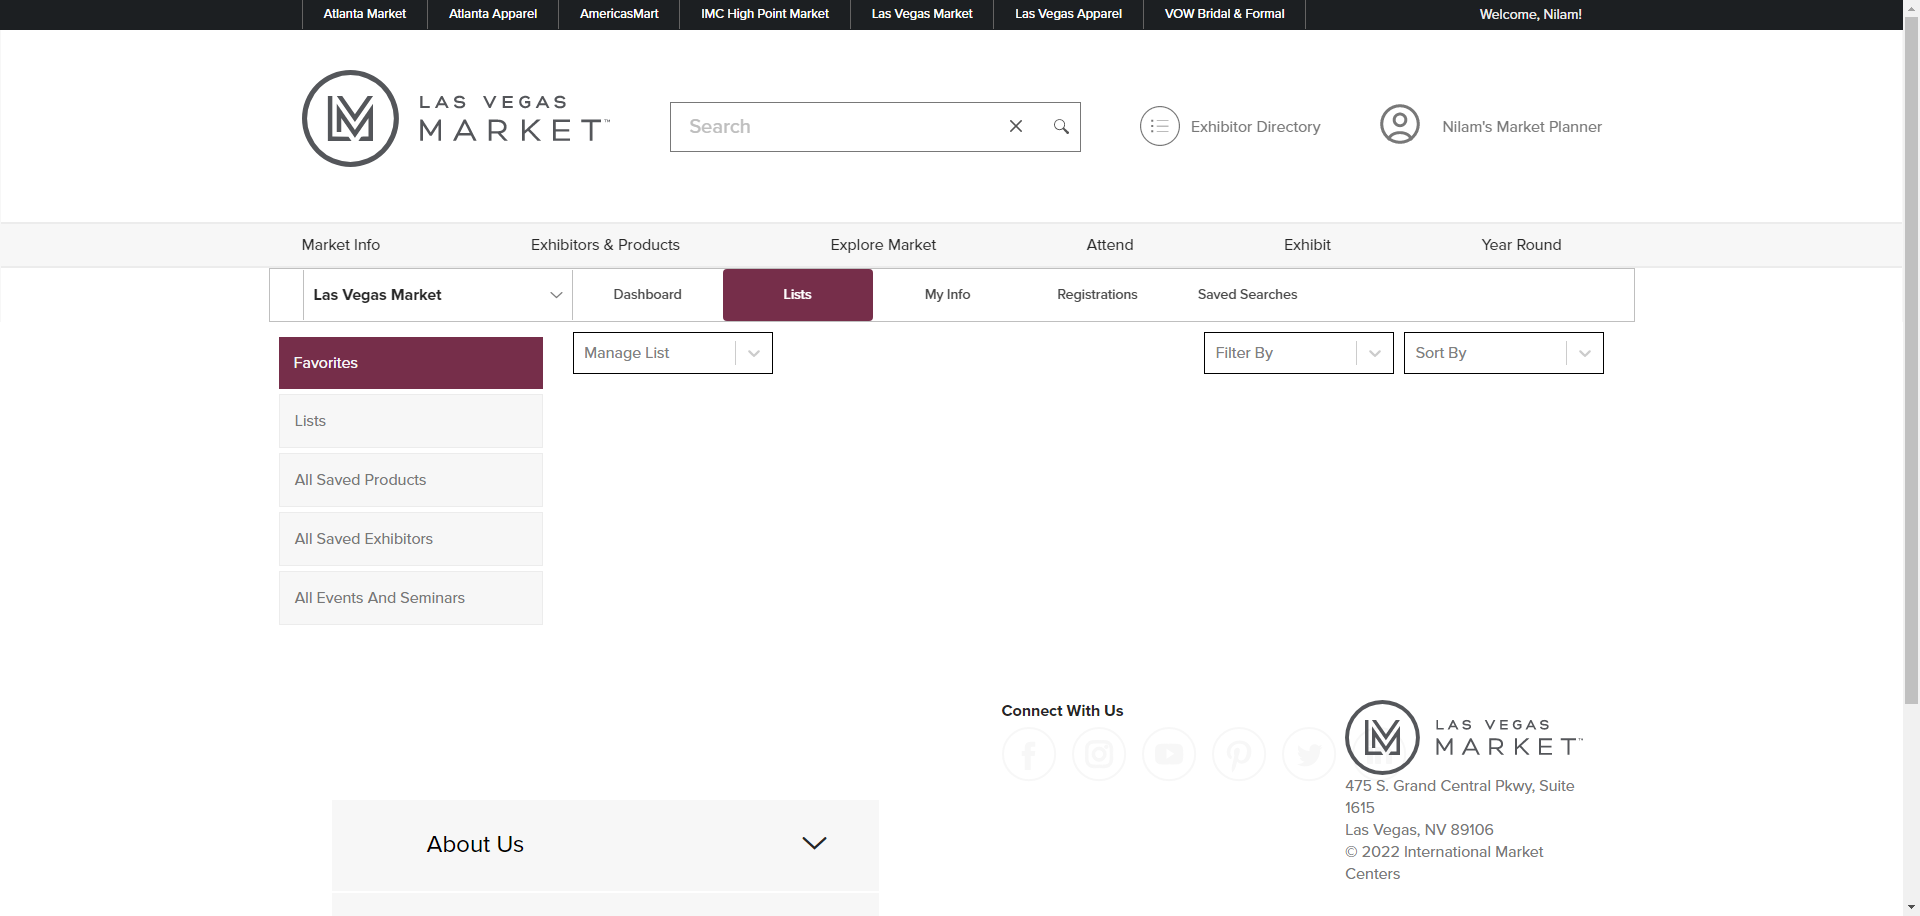 Atlanta Market
Atlanta Apparel
AmericasMart
IMC High Point Market
Las Vegas Market
Las Vegas Apparel
VOW Bridal & Formal
Welcome, Nilam!
LAS VEGAS
MARKET™
Search
Exhibitor Directory
Nilam's Market Planner
Market Info
Exhibitors & Products
Explore Market
Attend
Exhibit
Year Round
Las Vegas Market
Dashboard
Lists
My Info
Registrations
Saved Searches
Favorites
Manage List
Filter By
Sort By
Lists
All Saved Products
All Saved Exhibitors
All Events And Seminars
Connect With Us
LAS VEGAS
MARKET™
475 S. Grand Central Pkwy, Suite
1615
Las Vegas, NV 89106
© 2022 International Market
Centers
About Us